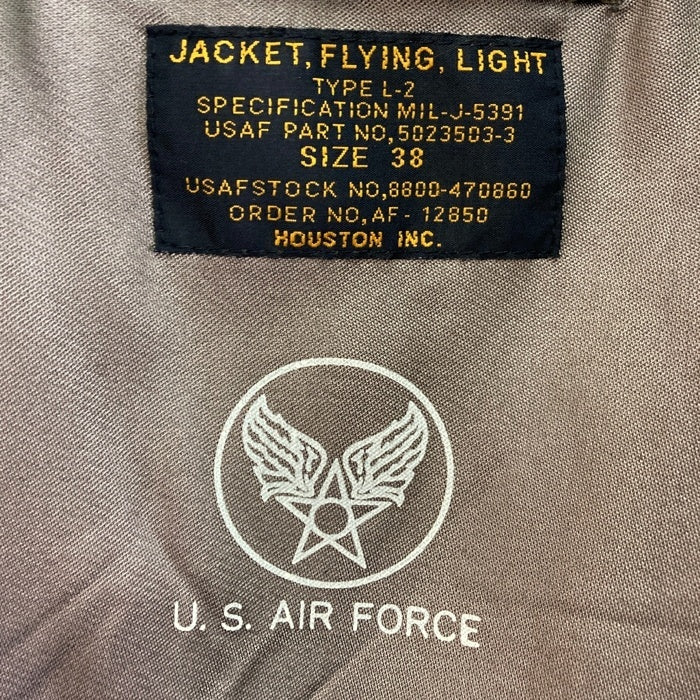 JACKET, FLYING, LIGHT
TYPE L-2
SPECIFICATION MIL-J-5391
USAF PART NO,5023503-3
SIZE 38
USAFSTOCK NO,8800-470860
ORDER NO,AF- 12850
HOUSTON INC.
U. S. AIR FORCE